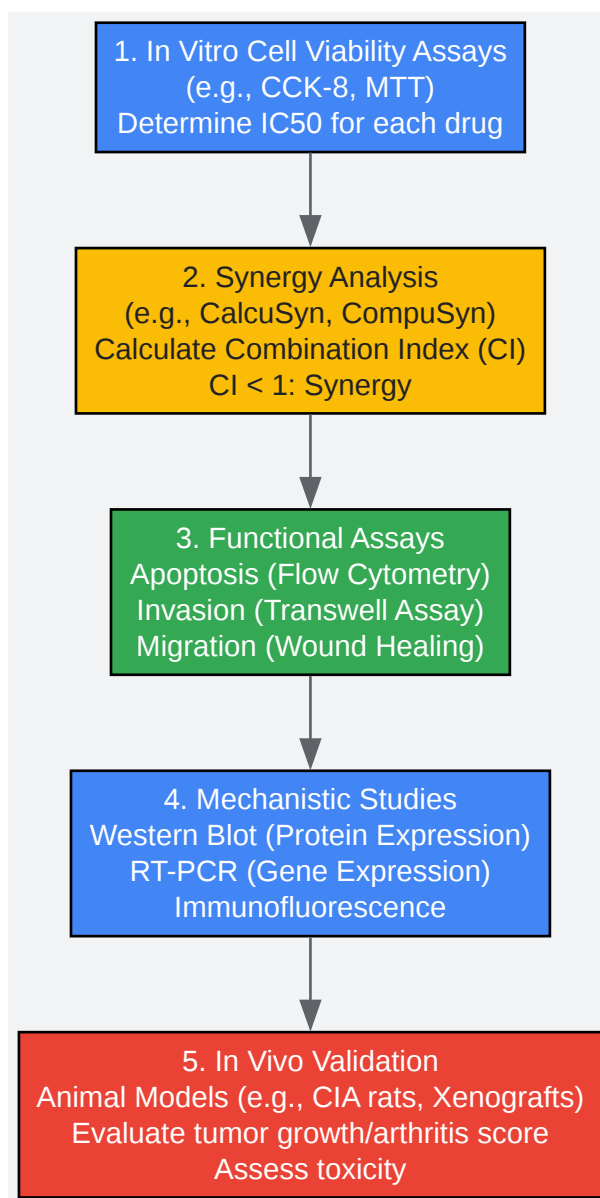 1. In Vitro Cell Viability Assays
(e.g., CCK-8, MTT)
Determine IC50 for each drug
2. Synergy Analysis
(e.g., CalcuSyn, CompuSyn)
Calculate Combination Index (CI)
CI < 1: Synergy
3. Functional Assays
Apoptosis (Flow Cytometry)
Invasion (Transwell Assay)
Migration (Wound Healing)
4. Mechanistic Studies
Western Blot (Protein Expression)
RT-PCR (Gene Expression)
Immunofluorescence
5. In Vivo Validation
Animal Models (e.g., CIA rats, Xenografts)
Evaluate tumor growth/arthritis score
Assess toxicity